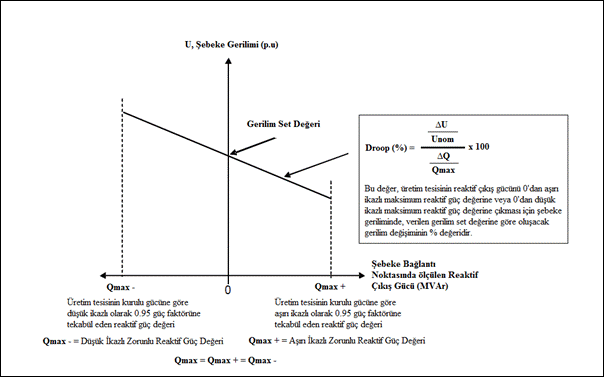 U, Şebeke Gerilimi (p.u)
Gerilim Set Değeri
ΔU
Unom
Droop (%) = x 100
ΔQ
Qmax
Bu değer, üretim tesisinin reaktif çıkış gücünü 0'dan aşırı
ikazlı maksimum reaktif güç değerine veya 0'dan düşük
ikazlı maksimum reaktif güç değerine çıkması için şebeke
geriliminde, verilen gerilim set değerine göre oluşacak
gerilim değişiminin % değeridir.
Şebeke Bağlantı
Noktasında ölçülen Reaktif
Çıkış Gücü (MVAr)
Qmax - 0 Qmax +
Üretim tesisinin kurulu gücüne göre
düşük ikazlı olarak 0.95 güç faktörüne
tekabül eden reaktif güç değeri
Üretim tesisinin kurulu gücüne göre
aşırı ikazlı olarak 0.95 güç faktörüne
tekabül eden reaktif güç değeri
Qmax - = Düşük İkazlı Zorunlu Reaktif Güç Değeri
Qmax + = Aşırı İkazlı Zorunlu Reaktif Güç Değeri
Qmax = Qmax + = Qmax -